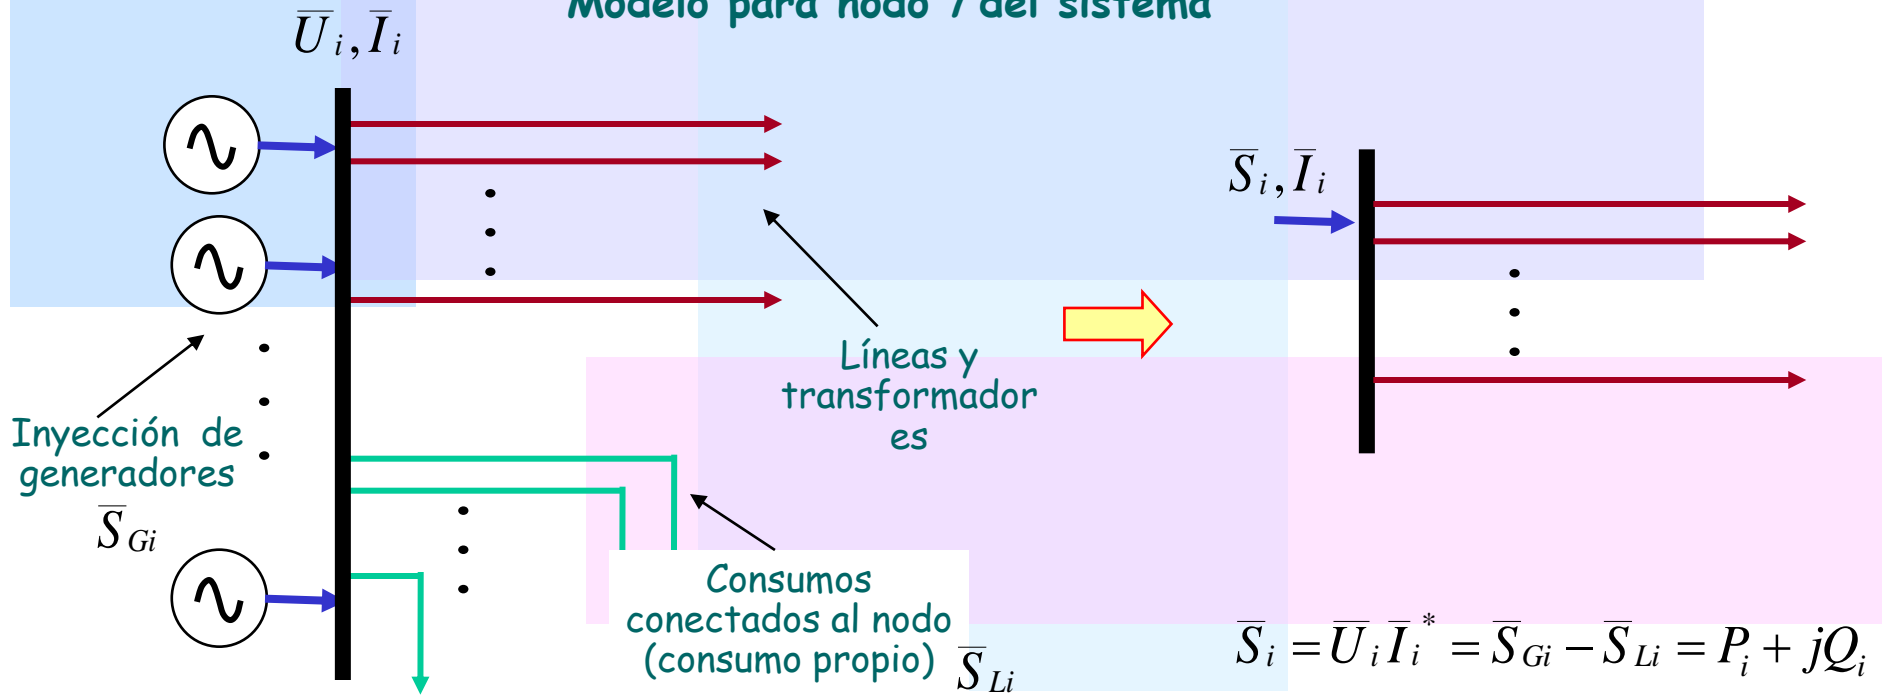 Modelo para nodo i del sistema
U̅i, I̅i
S̅i, I̅i
Líneas y
transformador
es
Inyección de
generadores
S̅Gi
Consumos
conectados al nodo
(consumo propio)
S̅Li
S̅i = U̅i I̅i* = S̅Gi − S̅Li = Pi + jQi